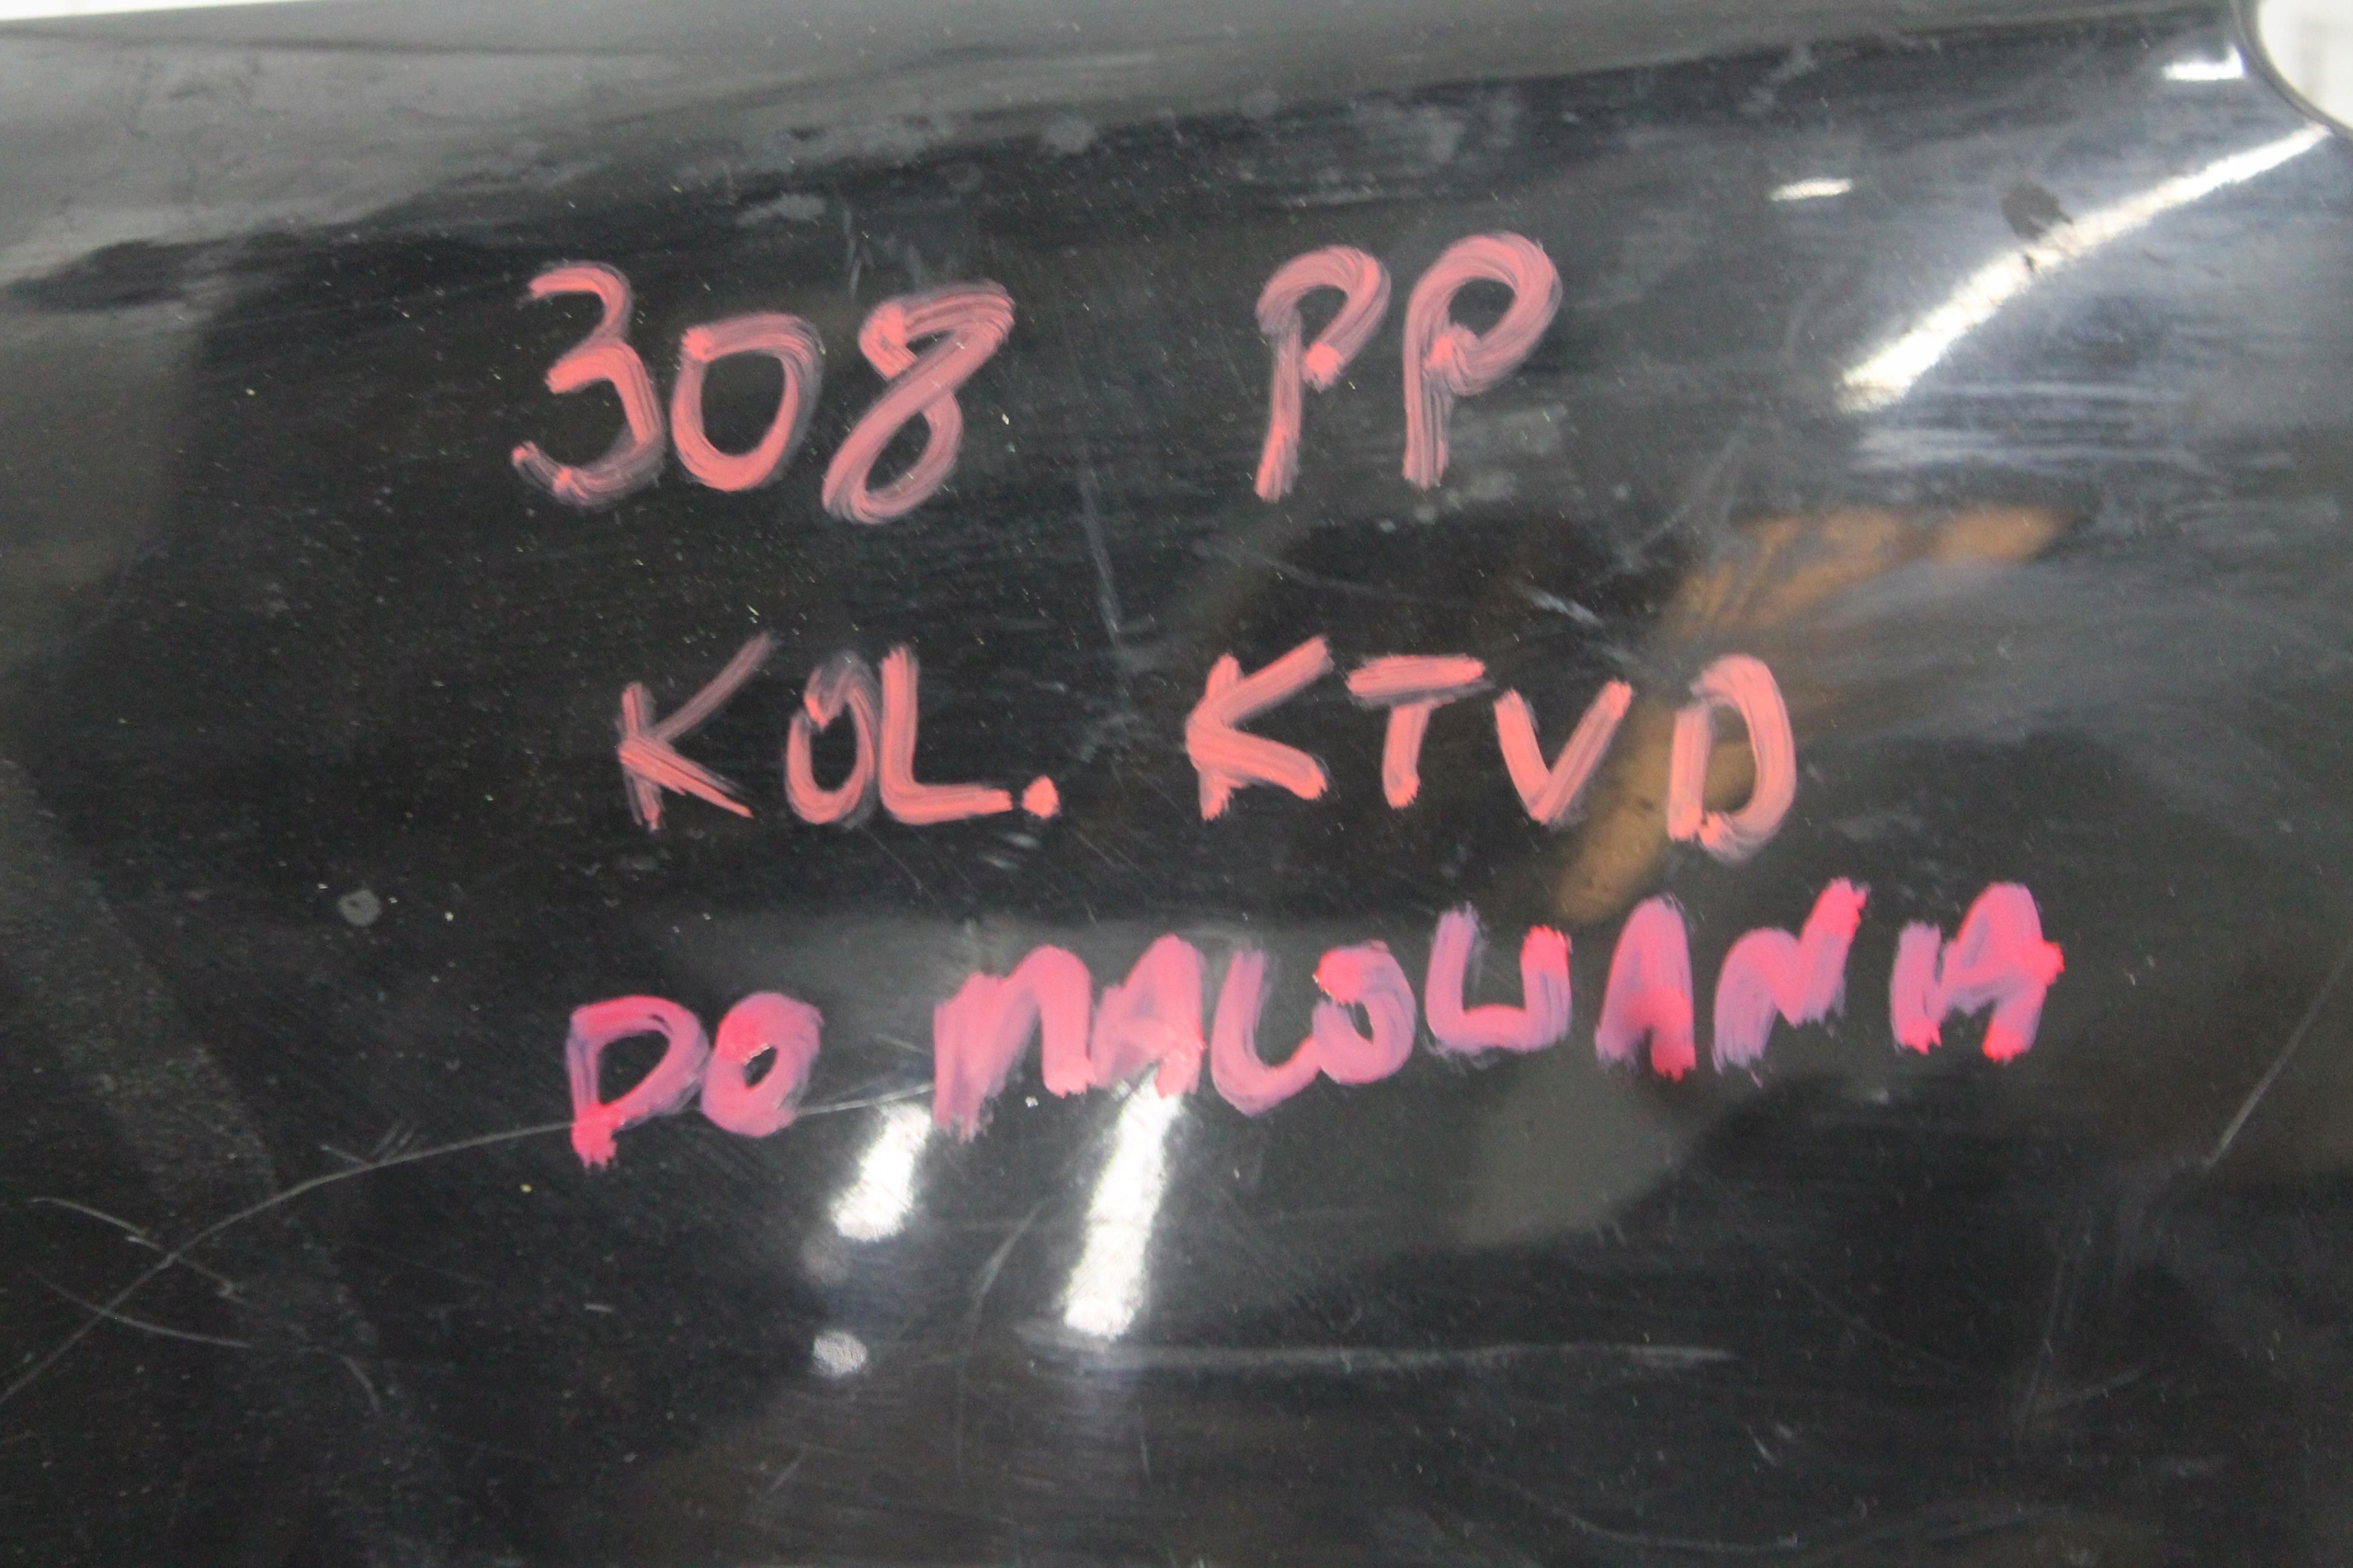 308 PP
KOL. KTVD
DO MALOWANIA